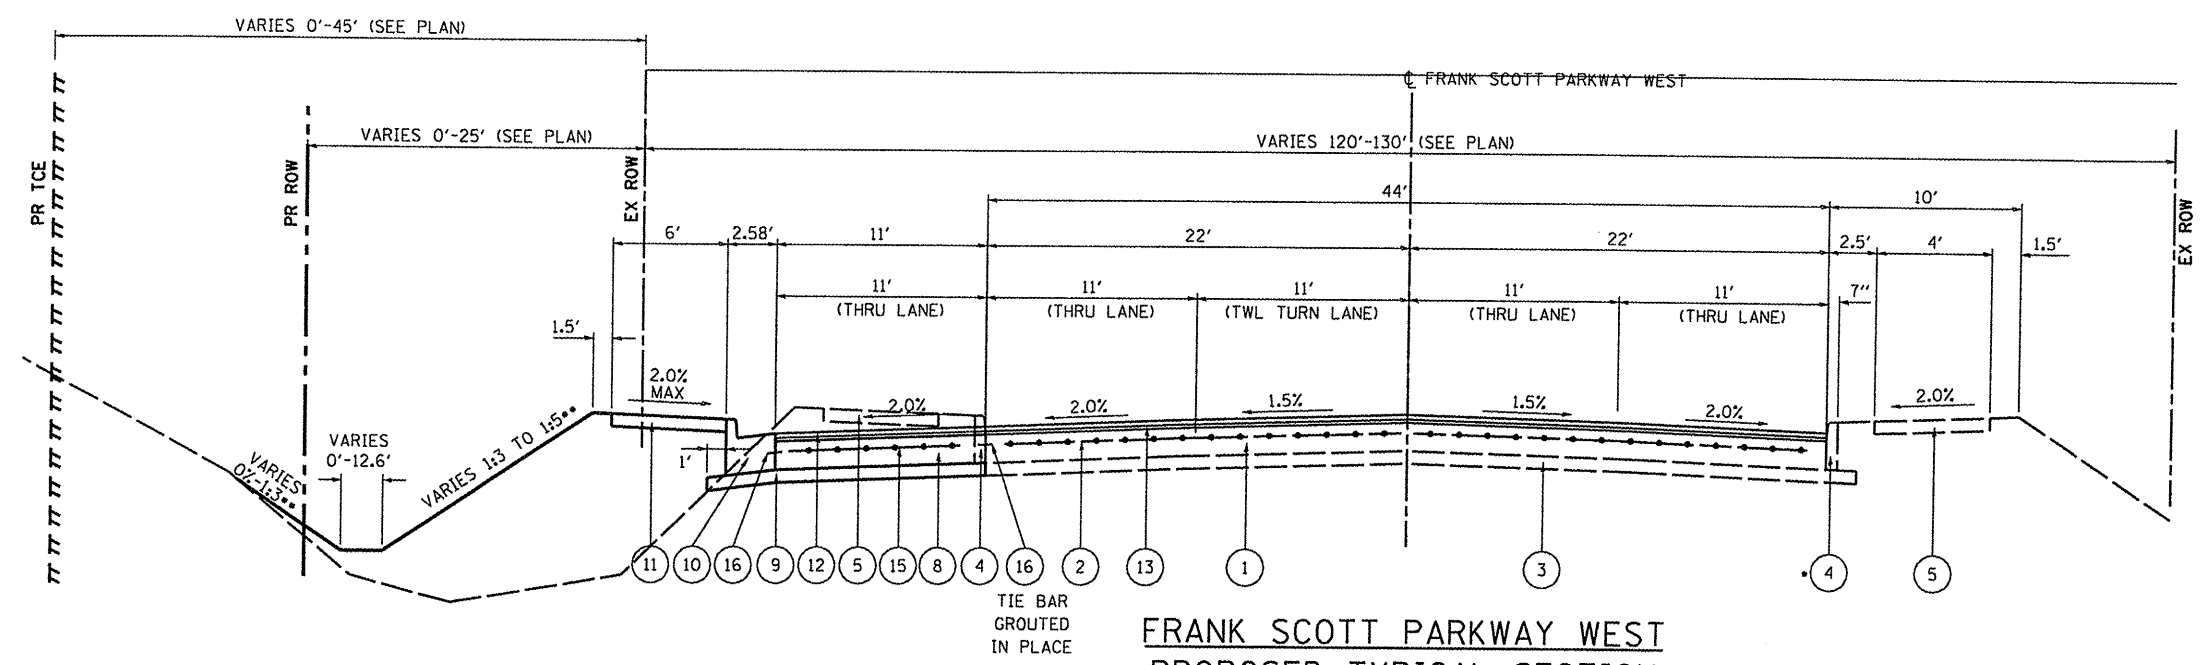 VARIES 0'-45' (SEE PLAN)
℄ FRANK SCOTT PARKWAY WEST
VARIES 0'-25' (SEE PLAN)
VARIES 120'-130' (SEE PLAN)
PR TCE
PR ROW
EX ROW
EX ROW
44'
10'
6'
2.58'
11'
22'
22'
2.5'
4'
1.5'
11'
(THRU LANE)
11'
(THRU LANE)
11'
(TWL TURN LANE)
11'
(THRU LANE)
11'
(THRU LANE)
7"
1.5'
2.0%
MAX
2.0%
2.0%
1.5%
1.5%
2.0%
2.0%
VARIES
0'-12.6'
VARIES
0%-1:3••
VARIES 1:3 TO 1:5••
1'
11
10
16
9
12
5
15
8
4
16
2
13
1
3
•4
5
TIE BAR
GROUTED
IN PLACE
FRANK SCOTT PARKWAY WEST
PROPOSED TYPICAL SECTION